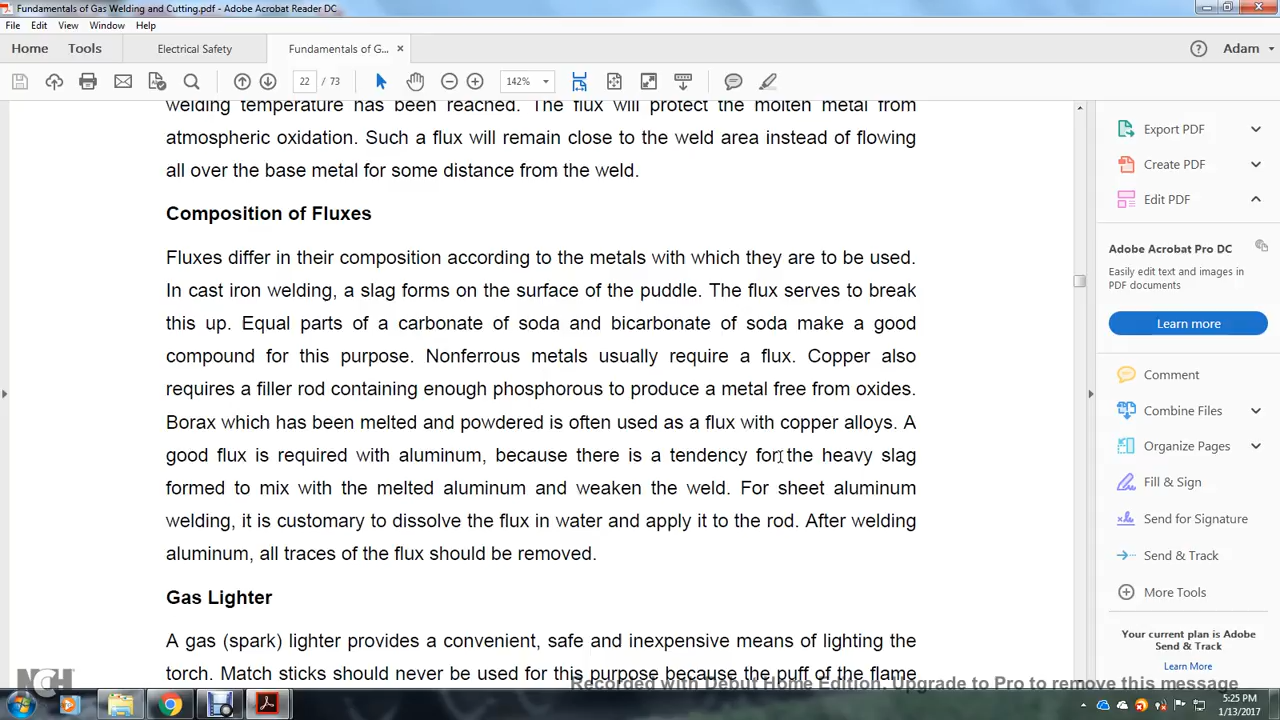 Fundamentals of Gas Welding and Cutting.pdf - Adobe Acrobat Reader DC
File Edit View Window Help
Home Tools Electrical Safety Fundamentals of G... × Adam
22 / 73 142%
welding temperature has been reached. The flux will protect the molten metal from
atmospheric oxidation. Such a flux will remain close to the weld area instead of flowing
all over the base metal for some distance from the weld.
Composition of Fluxes
Fluxes differ in their composition according to the metals with which they are to be used.
In cast iron welding, a slag forms on the surface of the puddle. The flux serves to break
this up. Equal parts of a carbonate of soda and bicarbonate of soda make a good
compound for this purpose. Nonferrous metals usually require a flux. Copper also
requires a filler rod containing enough phosphorous to produce a metal free from oxides.
Borax which has been melted and powdered is often used as a flux with copper alloys. A
good flux is required with aluminum, because there is a tendency for the heavy slag
formed to mix with the melted aluminum and weaken the weld. For sheet aluminum
welding, it is customary to dissolve the flux in water and apply it to the rod. After welding
aluminum, all traces of the flux should be removed.
Gas Lighter
A gas (spark) lighter provides a convenient, safe and inexpensive means of lighting the
torch. Match sticks should never be used for this purpose because the puff of the flame
Export PDF
Create PDF
Edit PDF
Adobe Acrobat Pro DC
Easily edit text and images in
PDF documents
Learn more
Comment
Combine Files
Organize Pages
Fill & Sign
Send for Signature
Send & Track
More Tools
Your current plan is Adobe
Send & Track
Learn More
NCH
Recorded with Debut Home Edition. Upgrade to Pro to remove this message
5:25 PM
1/13/2017